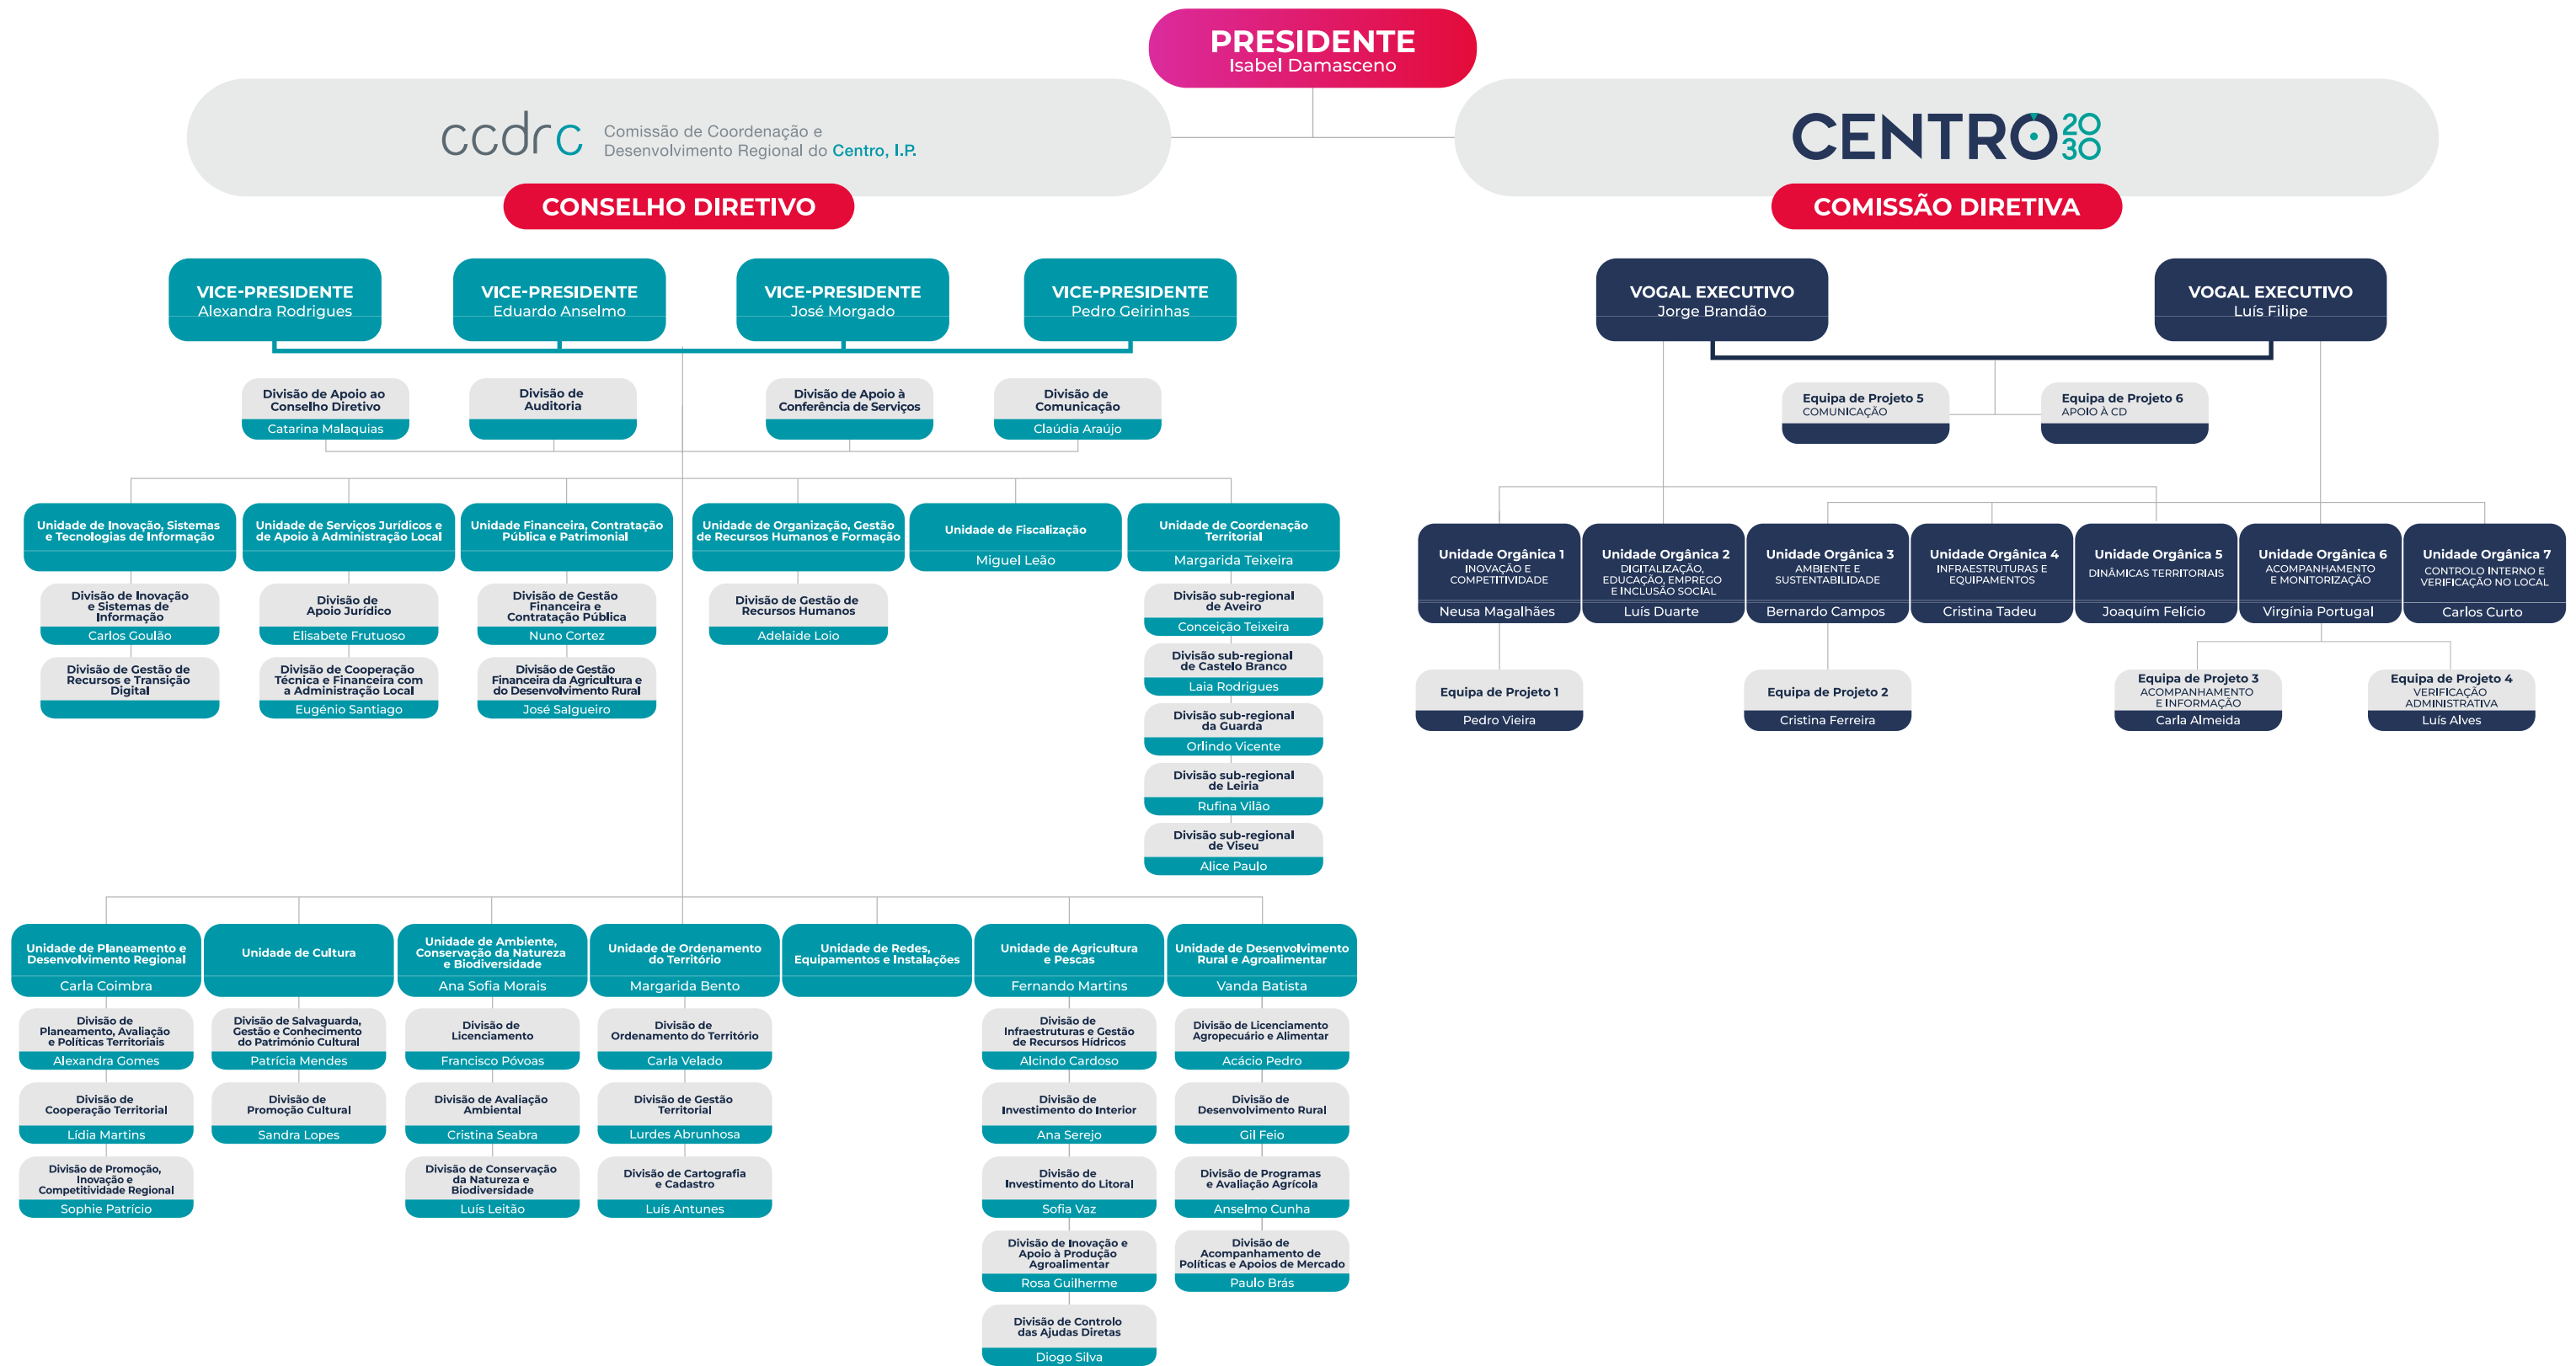 PRESIDENTE
Isabel Damasceno
ccdrc
Comissão de Coordenação e
Desenvolvimento Regional do Centro, I.P.
CENTRO 2030
CONSELHO DIRETIVO
COMISSÃO DIRETIVA
VICE-PRESIDENTE
Alexandra Rodrigues
VICE-PRESIDENTE
Eduardo Anselmo
VICE-PRESIDENTE
José Morgado
VICE-PRESIDENTE
Pedro Geirinhas
VOGAL EXECUTIVO
Jorge Brandão
VOGAL EXECUTIVO
Luís Filipe
Divisão de Apoio ao
Conselho Diretivo
Catarina Malaquias
Divisão de
Auditoria
Divisão de Apoio à
Conferência de Serviços
Divisão de
Comunicação
Claúdia Araújo
Equipa de Projeto 5
COMUNICAÇÃO
Equipa de Projeto 6
APOIO À CD
Unidade de Inovação, Sistemas
e Tecnologias de Informação
Unidade de Serviços Jurídicos e
de Apoio à Administração Local
Unidade Financeira, Contratação
Pública e Patrimonial
Unidade de Organização, Gestão
de Recursos Humanos e Formação
Unidade de Fiscalização
Miguel Leão
Unidade de Coordenação
Territorial
Margarida Teixeira
Divisão de Inovação
e Sistemas de
Informação
Carlos Goulão
Divisão de Gestão de
Recursos e Transição
Digital
Divisão de
Apoio Jurídico
Elisabete Frutuoso
Divisão de Cooperação
Técnica e Financeira com
a Administração Local
Eugénio Santiago
Divisão de Gestão
Financeira e
Contratação Pública
Nuno Cortez
Divisão de Gestão
Financeira da Agricultura e
do Desenvolvimento Rural
José Salgueiro
Divisão de Gestão de
Recursos Humanos
Adelaide Loio
Divisão sub-regional
de Aveiro
Conceição Teixeira
Divisão sub-regional
de Castelo Branco
Laia Rodrigues
Divisão sub-regional
da Guarda
Orlindo Vicente
Divisão sub-regional
de Leiria
Rufina Vilão
Divisão sub-regional
de Viseu
Alice Paulo
Unidade Orgânica 1
INOVAÇÃO E
COMPETITIVIDADE
Neusa Magalhães
Unidade Orgânica 2
DIGITALIZAÇÃO,
EDUCAÇÃO, EMPREGO
E INCLUSÃO SOCIAL
Luís Duarte
Unidade Orgânica 3
AMBIENTE E
SUSTENTABILIDADE
Bernardo Campos
Unidade Orgânica 4
INFRAESTRUTURAS E
EQUIPAMENTOS
Cristina Tadeu
Unidade Orgânica 5
DINÂMICAS TERRITORIAIS
Joaquím Felício
Unidade Orgânica 6
ACOMPANHAMENTO
E MONITORIZAÇÃO
Virgínia Portugal
Unidade Orgânica 7
CONTROLO INTERNO E
VERIFICAÇÃO NO LOCAL
Carlos Curto
Equipa de Projeto 1
Pedro Vieira
Equipa de Projeto 2
Cristina Ferreira
Equipa de Projeto 3
ACOMPANHAMENTO
E INFORMAÇÃO
Carla Almeida
Equipa de Projeto 4
VERIFICAÇÃO
ADMINISTRATIVA
Luís Alves
Unidade de Planeamento e
Desenvolvimento Regional
Carla Coimbra
Unidade de Cultura
Unidade de Ambiente,
Conservação da Natureza
e Biodiversidade
Ana Sofia Morais
Unidade de Ordenamento
do Território
Margarida Bento
Unidade de Redes,
Equipamentos e Instalações
Unidade de Agricultura
e Pescas
Fernando Martins
Unidade de Desenvolvimento
Rural e Agroalimentar
Vanda Batista
Divisão de
Planeamento, Avaliação
e Políticas Territoriais
Alexandra Gomes
Divisão de
Cooperação Territorial
Lídia Martins
Divisão de Promoção,
Inovação e
Competitividade Regional
Sophie Patrício
Divisão de Salvaguarda,
Gestão e Conhecimento
do Património Cultural
Patrícia Mendes
Divisão de
Promoção Cultural
Sandra Lopes
Divisão de
Licenciamento
Francisco Póvoas
Divisão de Avaliação
Ambiental
Cristina Seabra
Divisão de Conservação
da Natureza e
Biodiversidade
Luís Leitão
Divisão de
Ordenamento do Território
Carla Velado
Divisão de Gestão
Territorial
Lurdes Abrunhosa
Divisão de Cartografia
e Cadastro
Luís Antunes
Divisão de
Infraestruturas e Gestão
de Recursos Hídricos
Alcindo Cardoso
Divisão de
Investimento do Interior
Ana Serejo
Divisão de
Investimento do Litoral
Sofia Vaz
Divisão de Inovação e
Apoio à Produção
Agroalimentar
Rosa Guilherme
Divisão de Controlo
das Ajudas Diretas
Diogo Silva
Divisão de Licenciamento
Agropecuário e Alimentar
Acácio Pedro
Divisão de
Desenvolvimento Rural
Gil Feio
Divisão de Programas
e Avaliação Agrícola
Anselmo Cunha
Divisão de
Acompanhamento de
Políticas e Apoios de Mercado
Paulo Brás